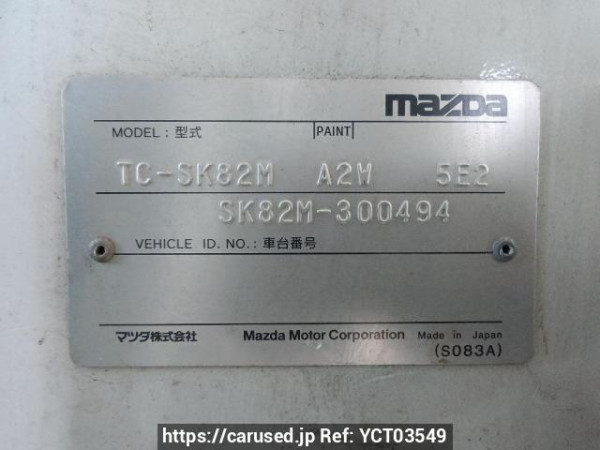 mazda
MODEL : 型式 PAINT
TC-SK82M A2W 5E2
SK82M-300494
VEHICLE ID. NO. : 車台番号
マツダ株式会社 Mazda Motor Corporation Made in Japan
(S083A)
https://carused.jp Ref: YCT03549